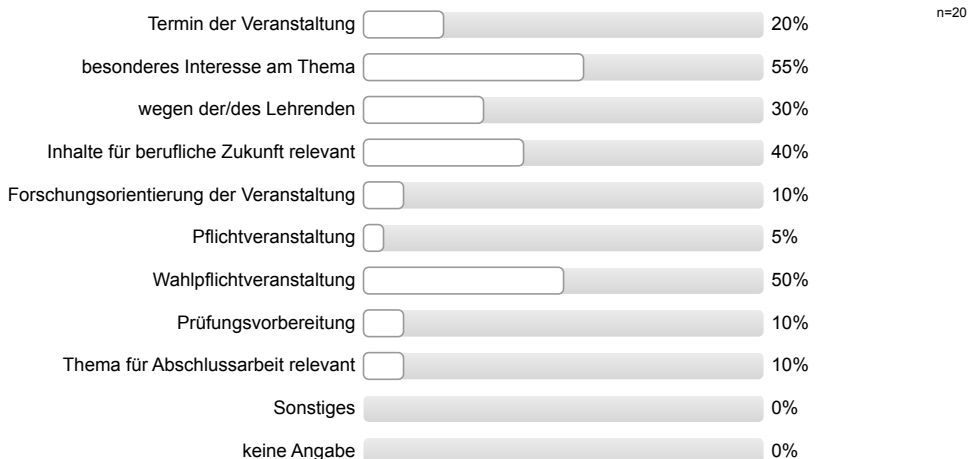 n=20
Termin der Veranstaltung 20%
besonderes Interesse am Thema 55%
wegen der/des Lehrenden 30%
Inhalte für berufliche Zukunft relevant 40%
Forschungsorientierung der Veranstaltung 10%
Pflichtveranstaltung 5%
Wahlpflichtveranstaltung 50%
Prüfungsvorbereitung 10%
Thema für Abschlussarbeit relevant 10%
Sonstiges 0%
keine Angabe 0%